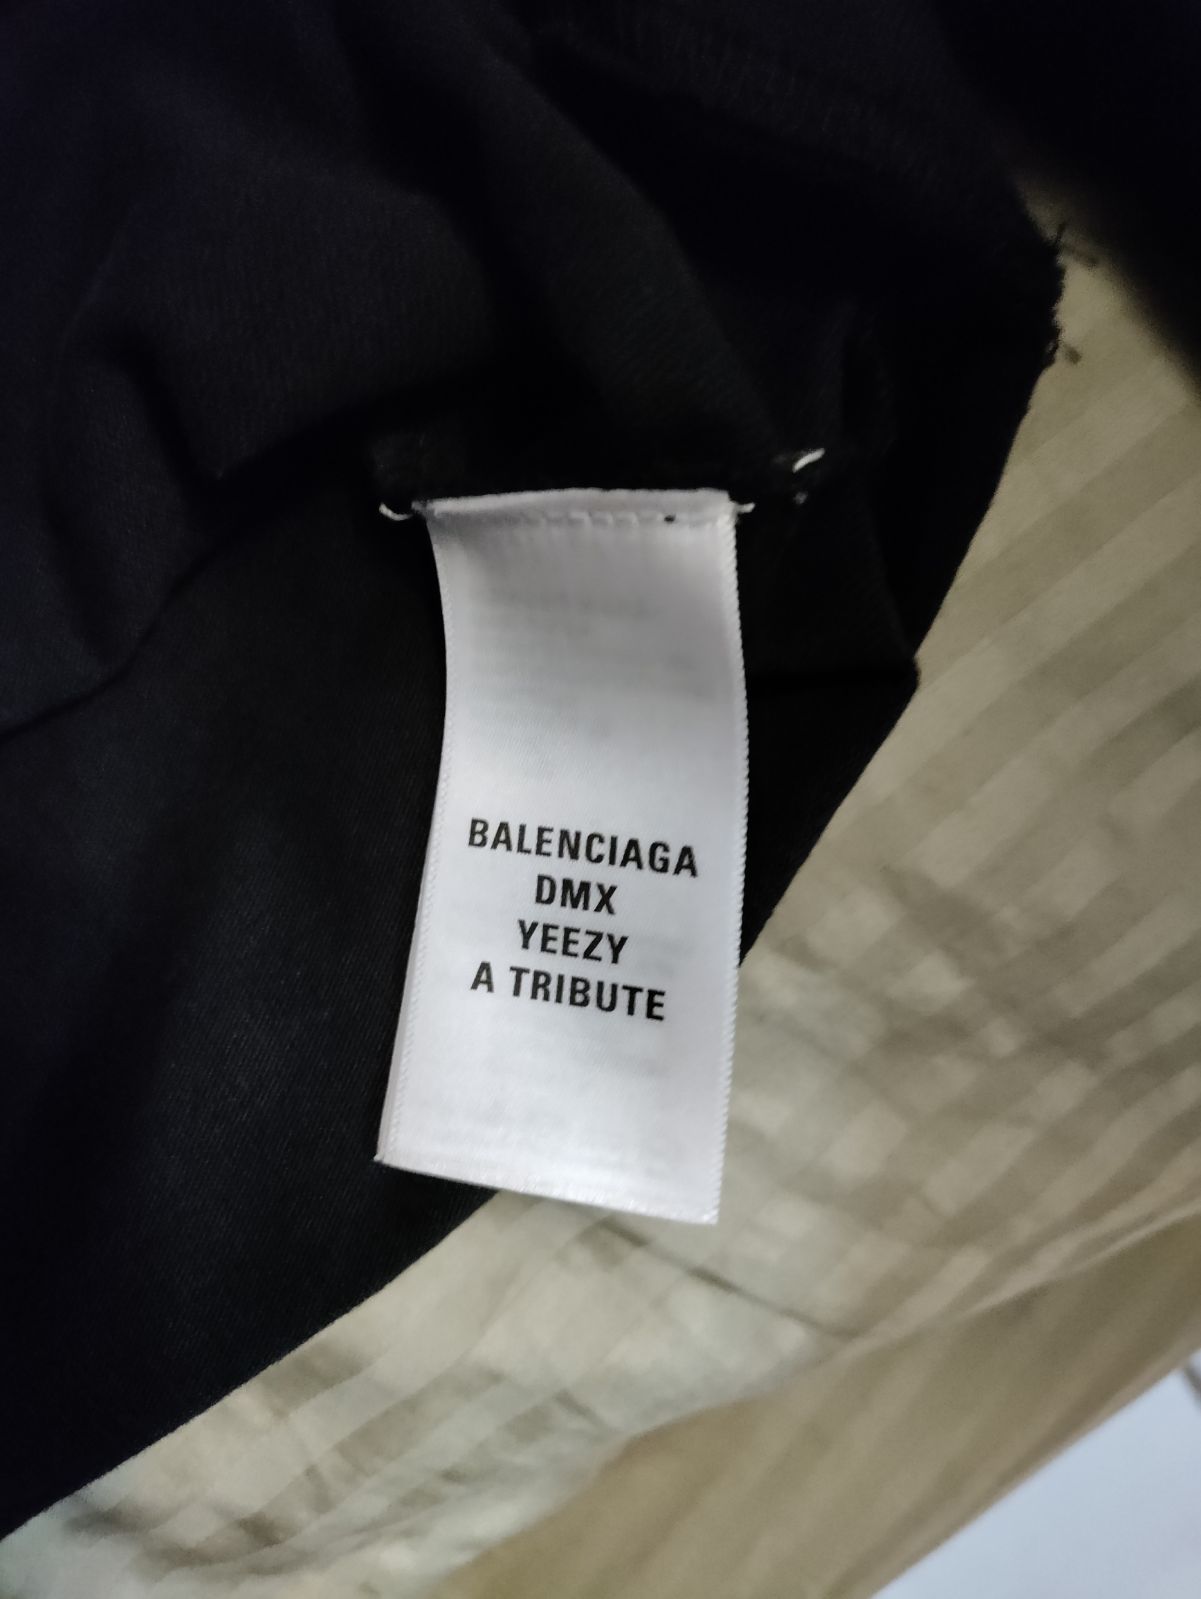 BALENCIAGA
DMX
YEEZY
A TRIBUTE